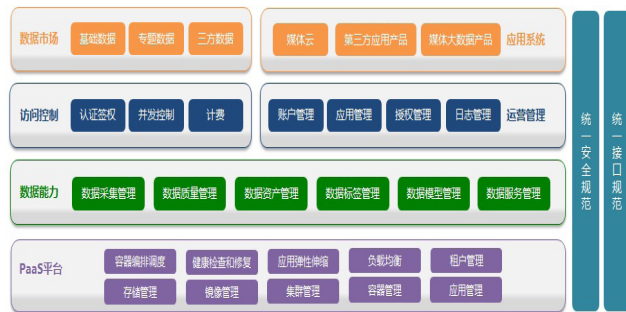 数据市场 基础数据 专题数据 三方数据
媒体云 第三方应用产品 媒体大数据产品 应用系统
访问控制 认证签权 并发控制 计费
账户管理 应用管理 授权管理 日志管理 运营管理
数据能力 数据采集管理 数据质量管理 数据资产管理 数据标签管理 数据模型管理 数据服务管理
PaaS平台
容器编排调度 健康检查和修复 应用弹性伸缩 负载均衡 租户管理
存储管理 镜像管理 集群管理 容器管理 应用管理
统一安全规范
统一接口规范